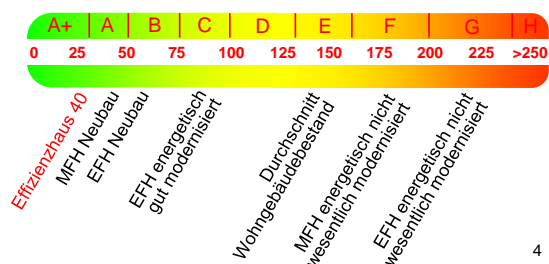 A+ A B C D E F G H
0 25 50 75 100 125 150 175 200 225 >250
Effizienzhaus 40
MFH Neubau
EFH Neubau
EFH energetisch
gut modernisiert
Durchschnitt
Wohngebäudebestand
MFH energetisch nicht
wesentlich modernisiert
EFH energetisch nicht
wesentlich modernisiert
4